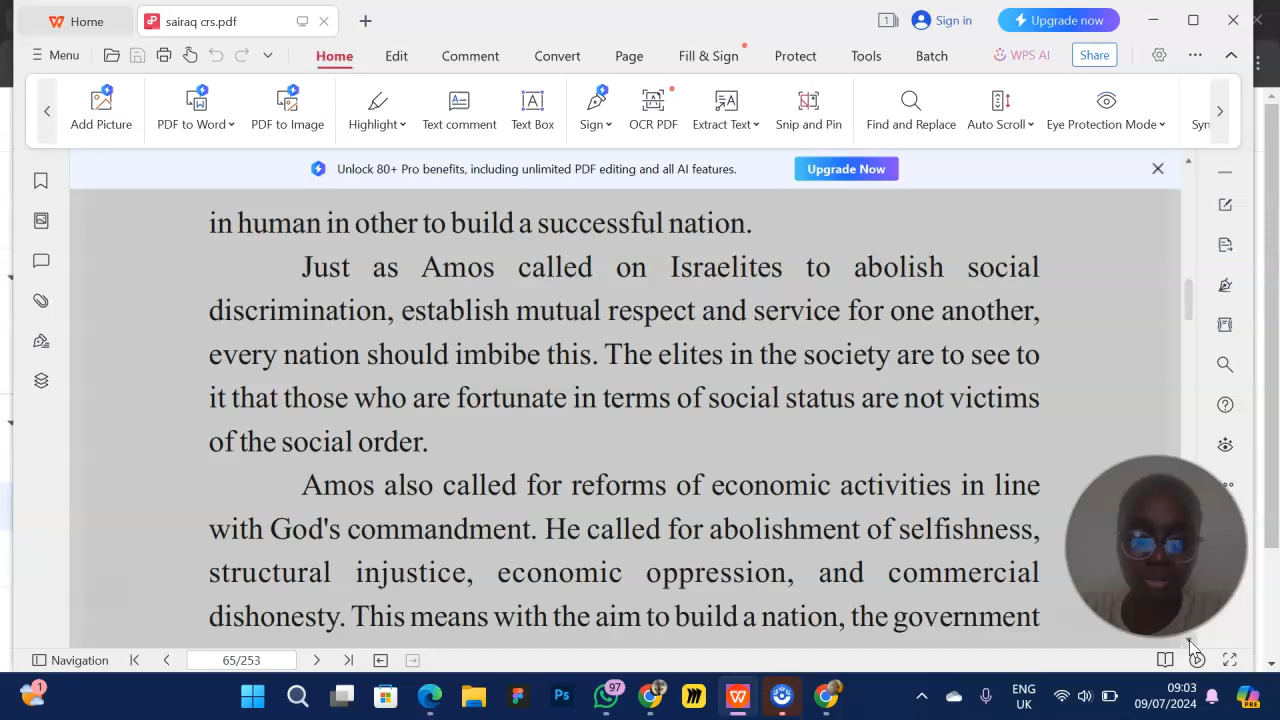 Home
sairaq crs.pdf
1
Sign in
Upgrade now
Menu
Home
Edit
Comment
Convert
Page
Fill & Sign
Protect
Tools
Batch
WPS AI
Share
Add Picture
PDF to Word
PDF to Image
Highlight
Text comment
Text Box
Sign
OCR PDF
Extract Text
Snip and Pin
Find and Replace
Auto Scroll
Eye Protection Mode
Syn
Unlock 80+ Pro benefits, including unlimited PDF editing and all AI features.
Upgrade Now
in human in other to build a successful nation.
Just as Amos called on Israelites to abolish social
discrimination, establish mutual respect and service for one another,
every nation should imbibe this. The elites in the society are to see to
it that those who are fortunate in terms of social status are not victims
of the social order.
Amos also called for reforms of economic activities in line
with God's commandment. He called for abolishment of selfishness,
structural injustice, economic oppression, and commercial
dishonesty. This means with the aim to build a nation, the government
Navigation
65/253
1
Ps
97
ENG
UK
09:03
09/07/2024
PRE